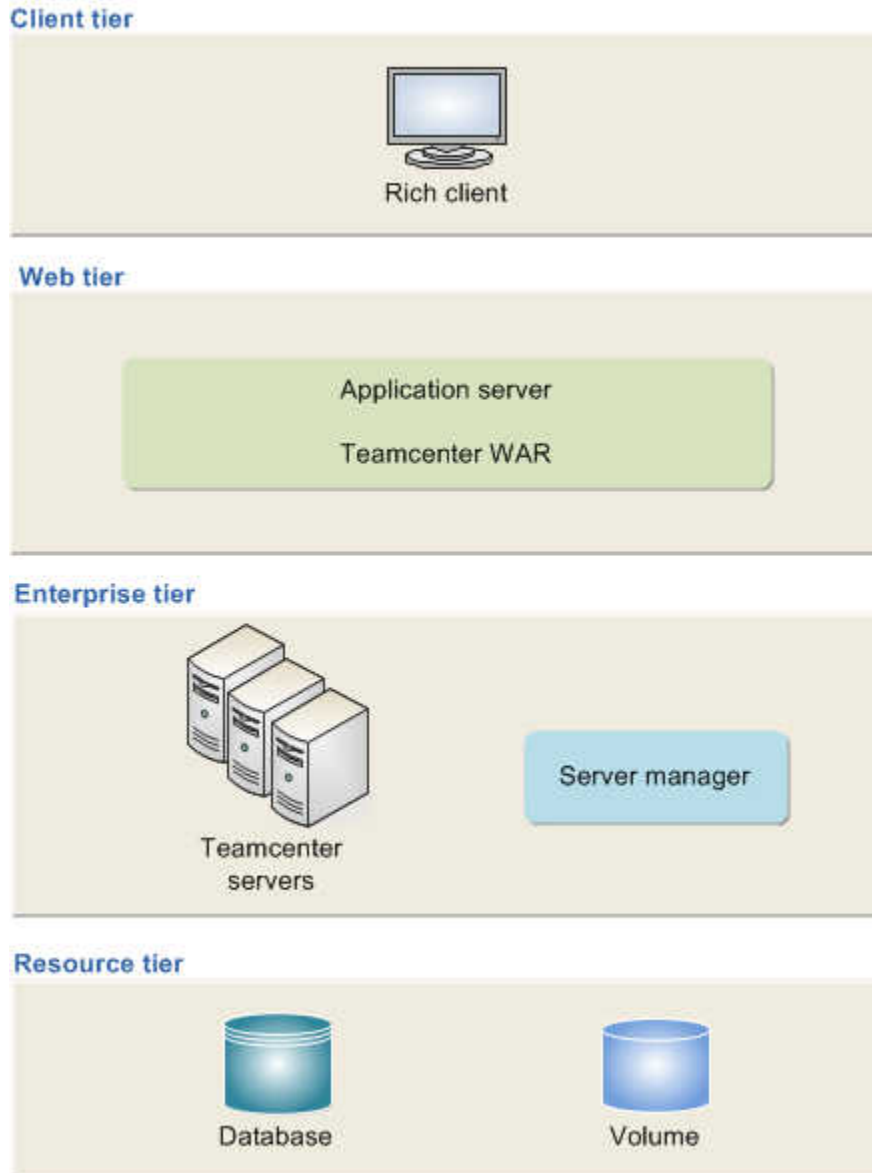 Client tier
Rich client
Web tier
Application server
Teamcenter WAR
Enterprise tier
Teamcenter
servers
Server manager
Resource tier
Database
Volume